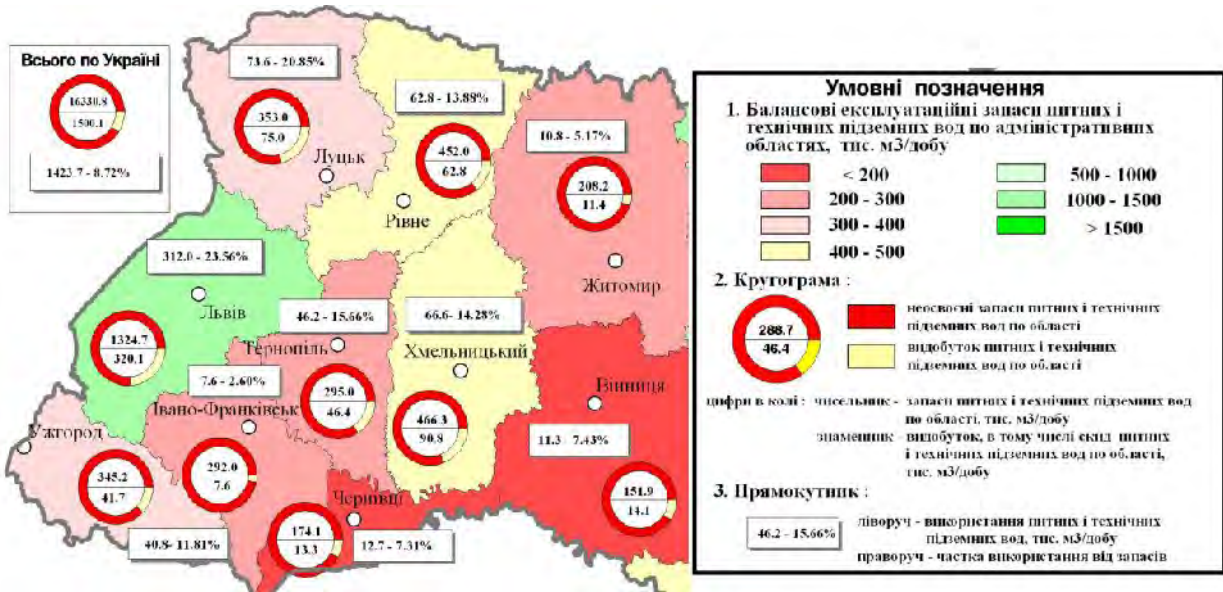 Всього по Україні
16330.8
1500.1
1423.7 - 8.72%
73.6 - 20.85%
353.0
75.0
Луцьк
62.8 - 13.88%
452.0
62.8
Рівне
10.8 - 5.17%
208.2
11.4
Житомир
312.0 - 23.56%
Львів
1324.7
320.1
46.2 - 15.66%
Тернопіль
295.0
46.4
66.6- 14.28%
Хмельницький
466.3
90.8
Вінниця
11.3 - 7.43%
151.9
14.1
7.6 - 2.60%
Івано-Франківськ
292.0
7.6
Ужгород
345.2
41.7
40.8- 11.81%
Чернівці
174.1
13.3
12.7 - 7.31%
Умовні позначення
1. Балансові експлуатаційні запаси питних і
технічних підземних вод по адміністративних
областях, тис. м3/добу
< 200
200 - 300
300 - 400
400 - 500
500 - 1000
1000 - 1500
> 1500
2. Кругограма :
288.7
46.4
неосвоєні запаси питних і технічних
підземних вод по області
видобуток питних і технічних
підземних вод по області
цифри в колі : чисельник - запаси питних і технічних підземних вод
по області, тис. м3/добу
знаменник - видобуток, в тому числі скид питних
і технічних підземних вод по області,
тис. м3/добу
3. Прямокутник :
46.2 - 15.66%
ліворуч - використання питних і технічних
підземних вод, тис. м3/добу
праворуч - частка використання від запасів